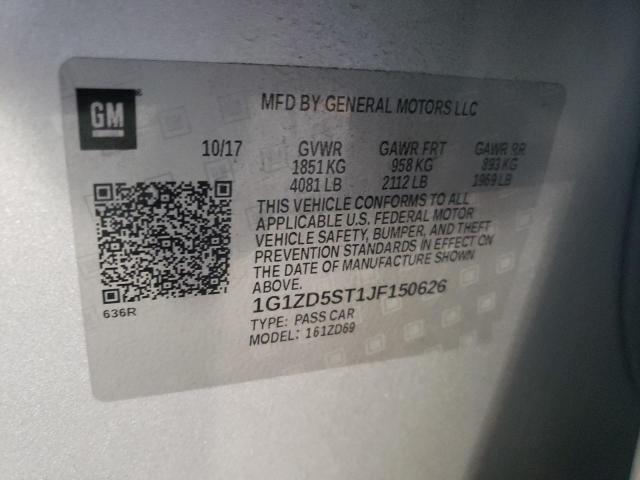 GM
MFD BY GENERAL MOTORS LLC
10/17 GVWR GAWR FRT GAWR RR
1851 KG 958 KG 893 KG
4081 LB 2112 LB 1969 LB
THIS VEHICLE CONFORMS TO ALL
APPLICABLE U.S. FEDERAL MOTOR
VEHICLE SAFETY, BUMPER, AND THEFT
PREVENTION STANDARDS IN EFFECT ON
THE DATE OF MANUFACTURE SHOWN
ABOVE.
1G1ZD5ST1JF150626
636R
TYPE: PASS CAR
MODEL: 161ZD69